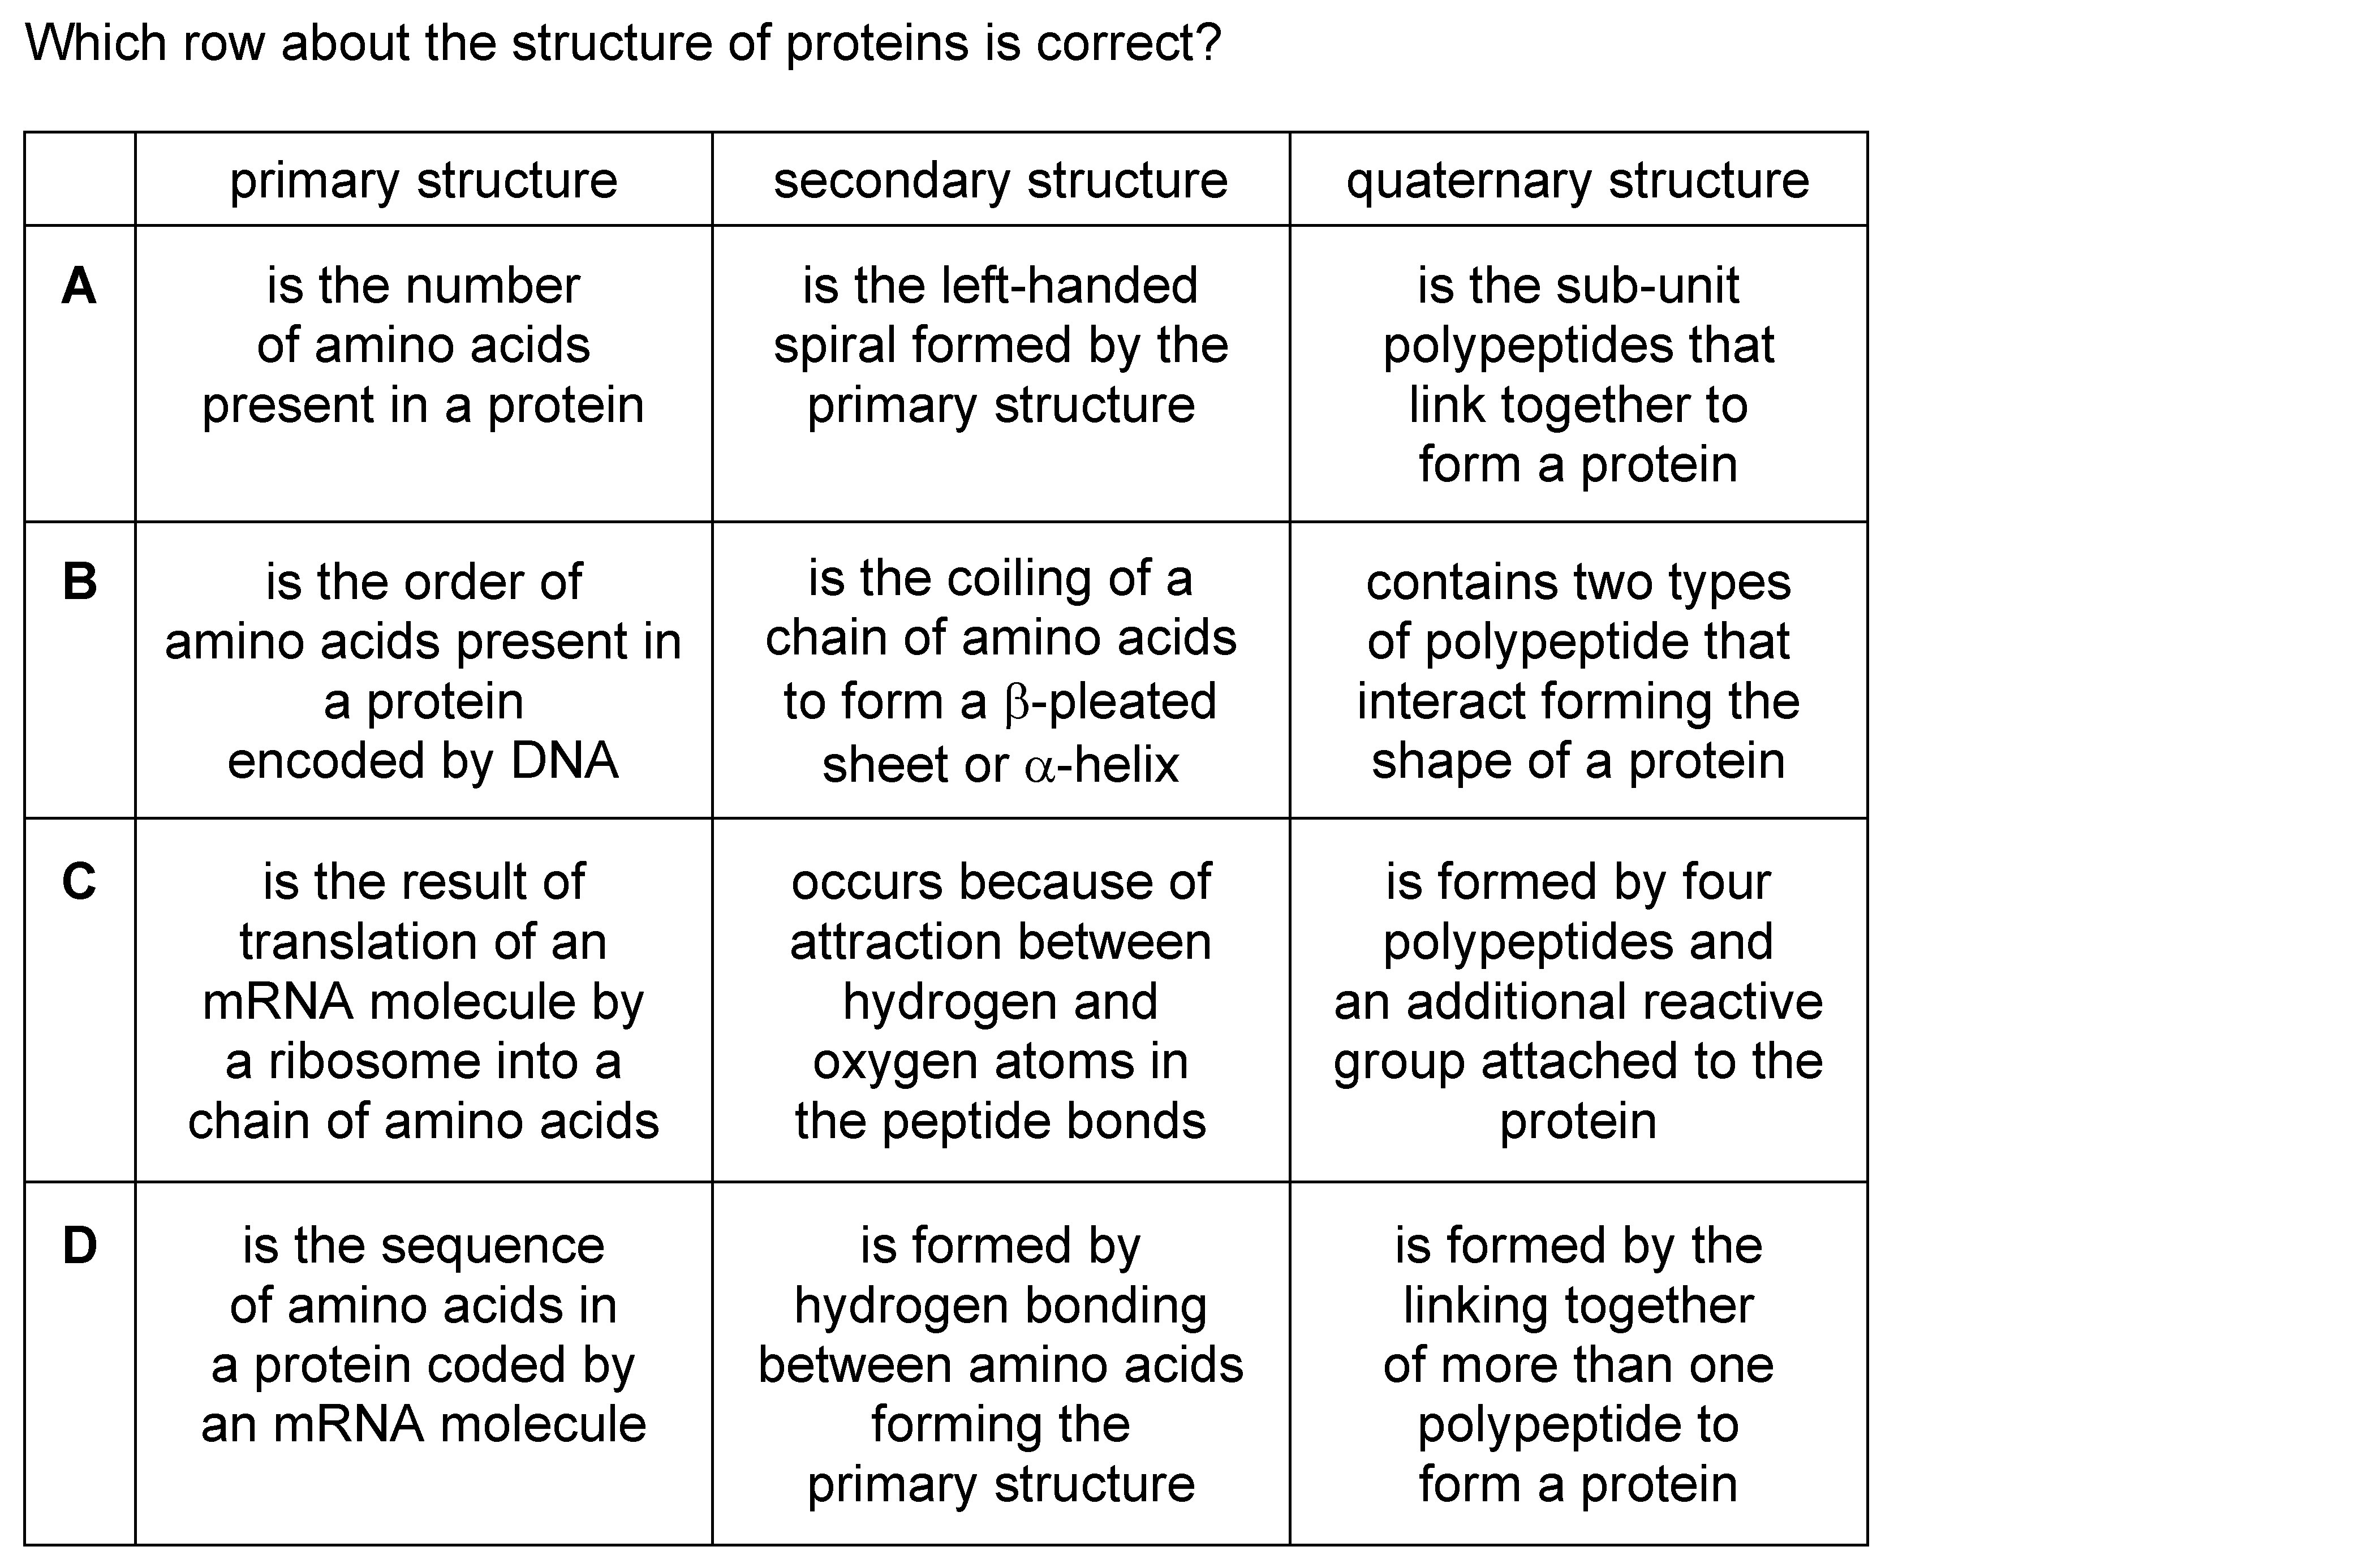 Which row about the structure of proteins is correct?
primary structure
secondary structure
quaternary structure
A
is the number
of amino acids
present in a protein
is the left-handed
spiral formed by the
primary structure
is the sub-unit
polypeptides that
link together to
form a protein
B
is the order of
amino acids present in
a protein
encoded by DNA
is the coiling of a
chain of amino acids
to form a β-pleated
sheet or α-helix
contains two types
of polypeptide that
interact forming the
shape of a protein
C
is the result of
translation of an
mRNA molecule by
a ribosome into a
chain of amino acids
occurs because of
attraction between
hydrogen and
oxygen atoms in
the peptide bonds
is formed by four
polypeptides and
an additional reactive
group attached to the
protein
D
is the sequence
of amino acids in
a protein coded by
an mRNA molecule
is formed by
hydrogen bonding
between amino acids
forming the
primary structure
is formed by the
linking together
of more than one
polypeptide to
form a protein